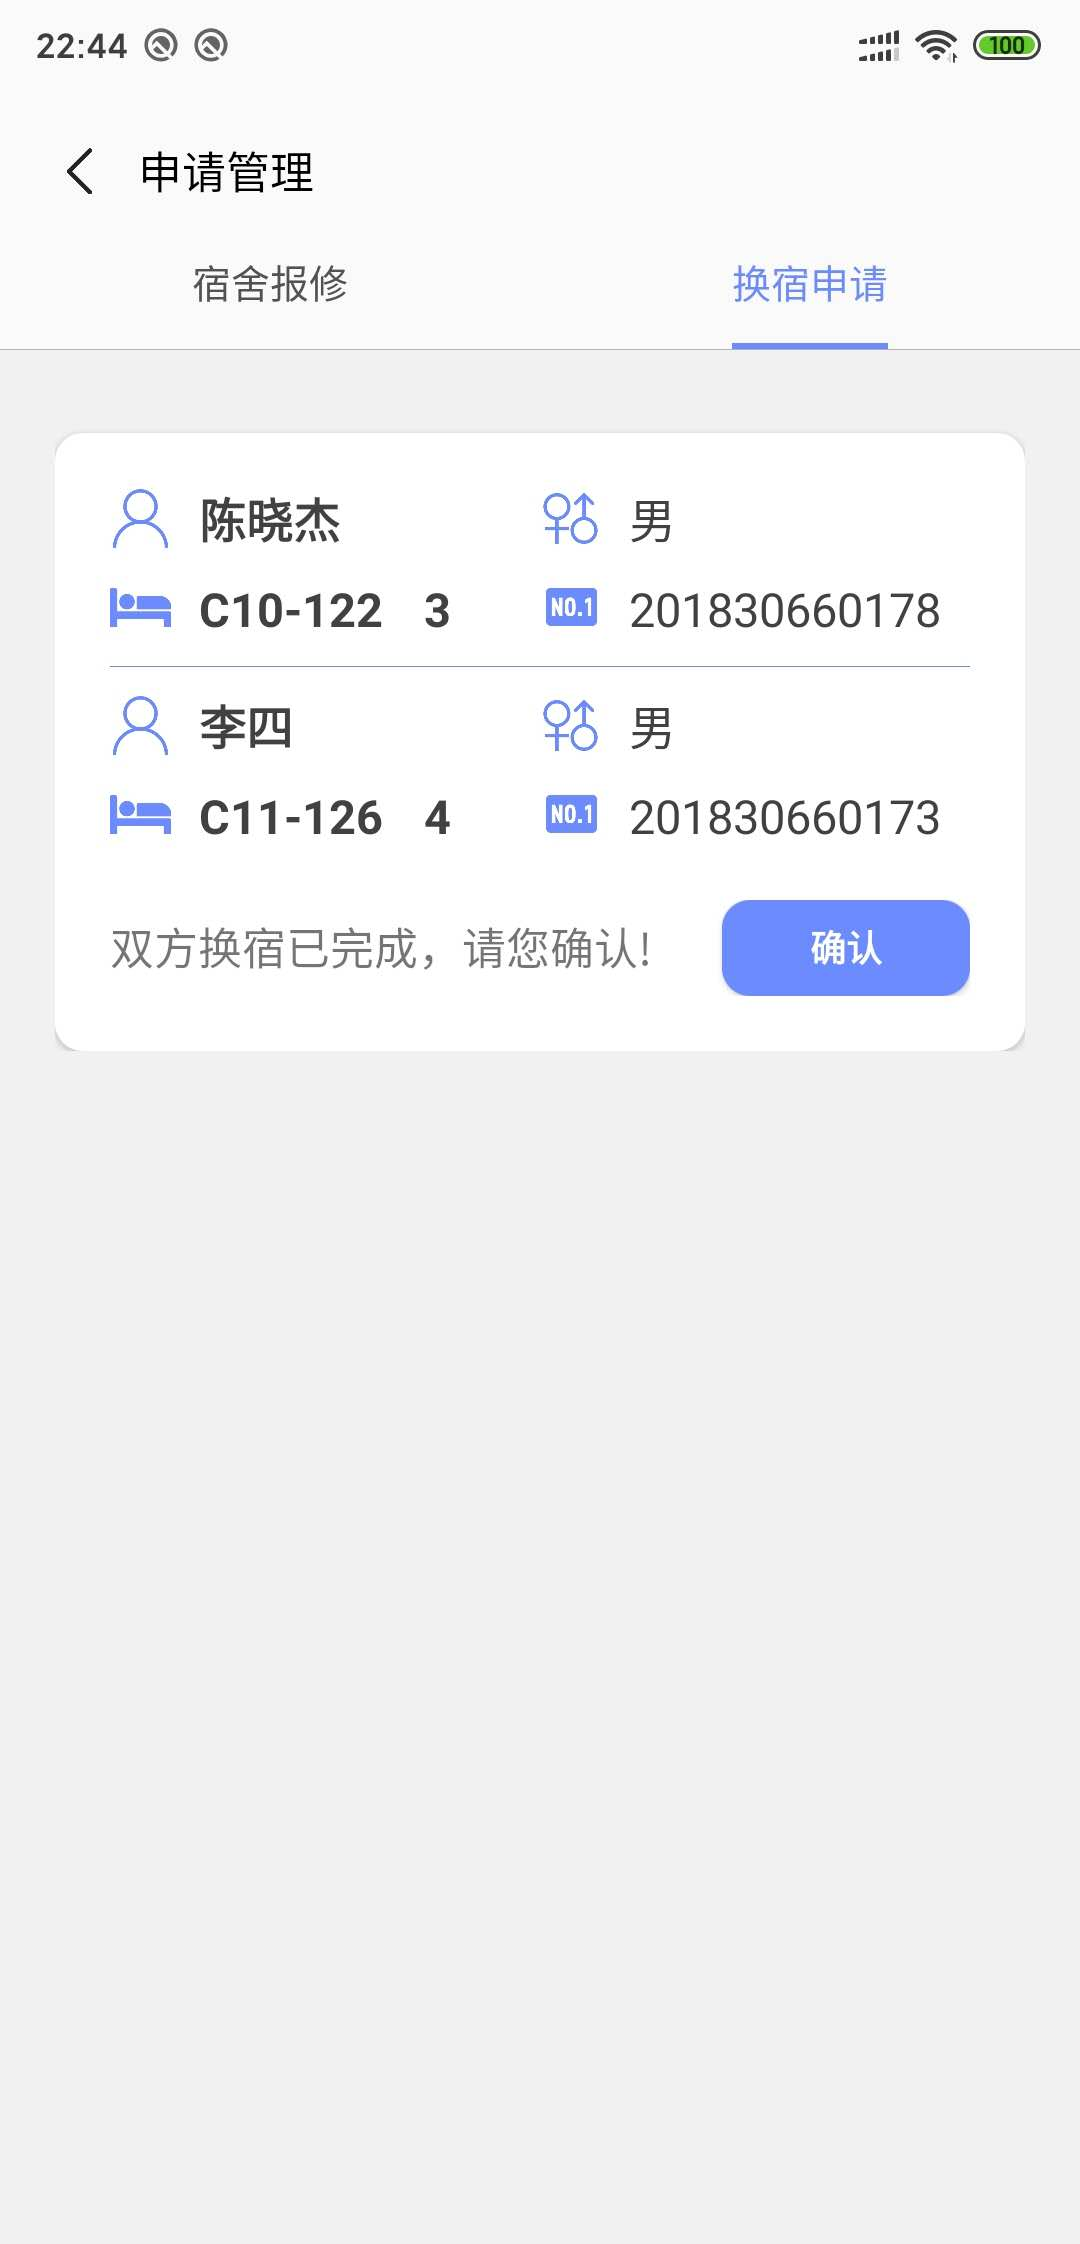 22:44 100
申请管理
宿舍报修 换宿申请
陈晓杰 男
C10-122 3 NO.1 201830660178
李四 男
C11-126 4 NO.1 201830660173
双方换宿已完成，请您确认! 确认